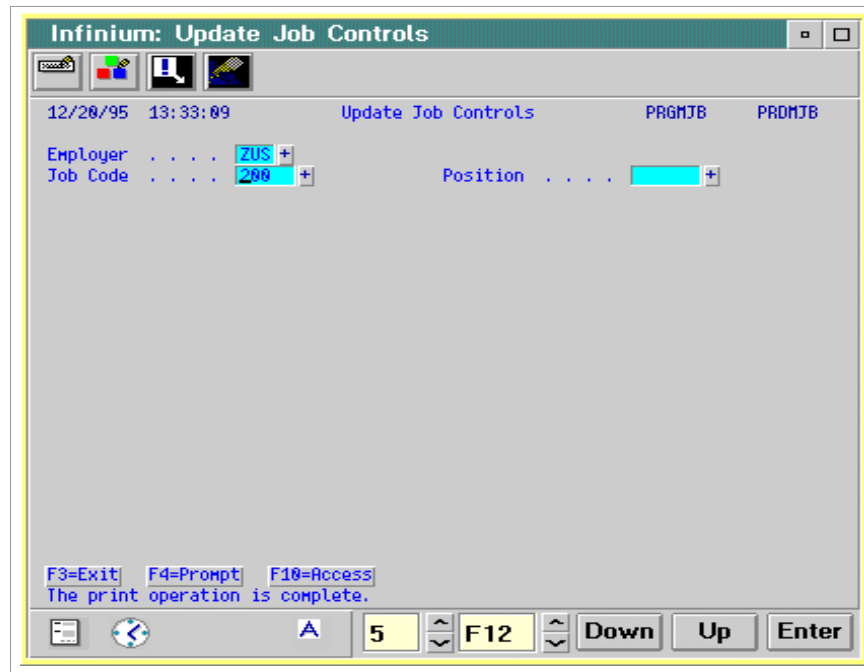 Infinium: Update Job Controls
12/20/95 13:33:09 Update Job Controls PRGMJB PRDMJB
Employer . . . . ZUS +
Job Code . . . . 200 + Position . . . . +
F3=Exit F4=Prompt F10=Access
The print operation is complete.
A 5 F12 Down Up Enter